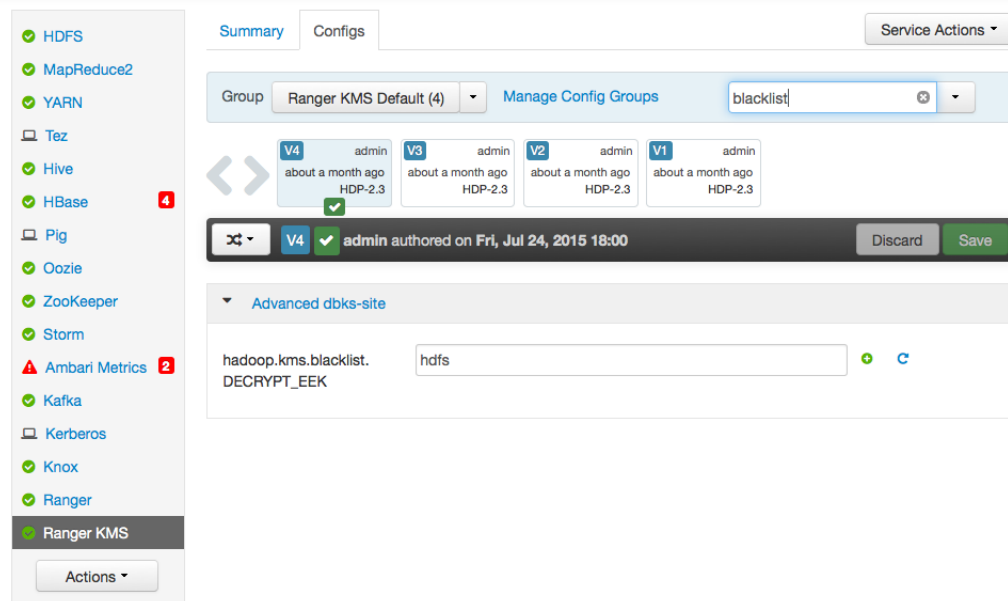 HDFS
MapReduce2
YARN
Tez
Hive
HBase 4
Pig
Oozie
ZooKeeper
Storm
Ambari Metrics 2
Kafka
Kerberos
Knox
Ranger
Ranger KMS
Actions
Summary Configs Service Actions
Group Ranger KMS Default (4) Manage Config Groups blacklist
V4 admin
about a month ago
HDP-2.3
V3 admin
about a month ago
HDP-2.3
V2 admin
about a month ago
HDP-2.3
V1 admin
about a month ago
HDP-2.3
V4 admin authored on Fri, Jul 24, 2015 18:00 Discard Save
Advanced dbks-site
hadoop.kms.blacklist. hdfs
DECRYPT_EEK